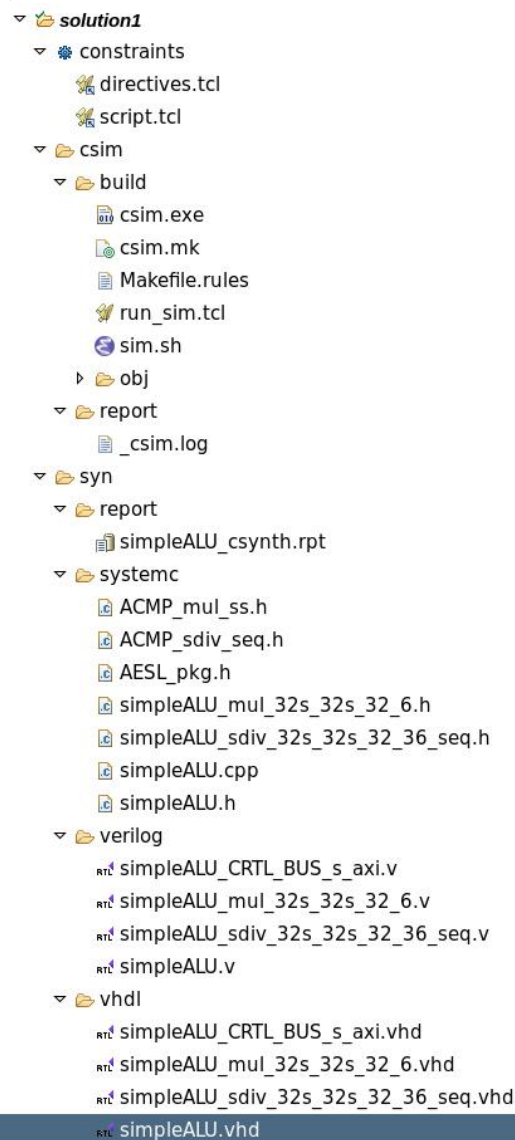 solution1
constraints
directives.tcl
script.tcl
csim
build
csim.exe
csim.mk
Makefile.rules
run_sim.tcl
sim.sh
obj
report
_csim.log
syn
report
simpleALU_csynth.rpt
systemc
ACMP_mul_ss.h
ACMP_sdiv_seq.h
AESL_pkg.h
simpleALU_mul_32s_32s_32_6.h
simpleALU_sdiv_32s_32s_32_36_seq.h
simpleALU.cpp
simpleALU.h
verilog
simpleALU_CRTL_BUS_s_axi.v
simpleALU_mul_32s_32s_32_6.v
simpleALU_sdiv_32s_32s_32_36_seq.v
simpleALU.v
vhdl
simpleALU_CRTL_BUS_s_axi.vhd
simpleALU_mul_32s_32s_32_6.vhd
simpleALU_sdiv_32s_32s_32_36_seq.vhd
simpleALU.vhd